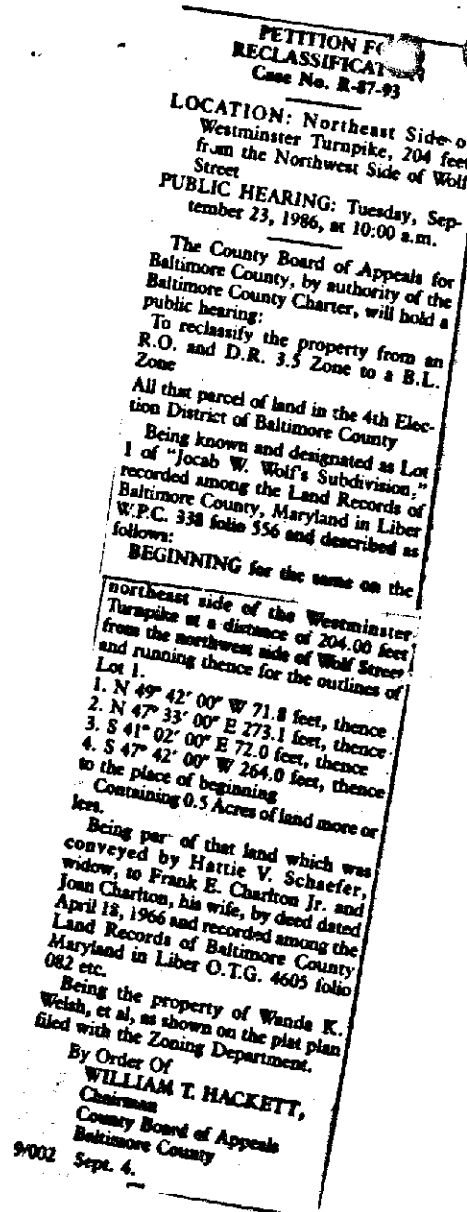 PETITION FOR
RECLASSIFICATION
Case No. R-87-93
LOCATION: Northeast Side o
Westminster Turnpike, 204 feet
from the Northwest Side of Wolf
Street
PUBLIC HEARING: Tuesday, Sep-
tember 23, 1986, at 10:00 a.m.
The County Board of Appeals for
Baltimore County, by authority of the
Baltimore County Charter, will hold a
public hearing:
To reclassify the property from an
R.O. and D.R. 3.5 Zone to a B.L.
Zone
All that parcel of land in the 4th Elec-
tion District of Baltimore County
Being known and designated as Lot
1 of "Jocab W. Wolf's Subdivision,"
recorded among the Land Records of
Baltimore County, Maryland in Liber
W.P.C. 338 folio 556 and described as
follows:
BEGINNING for the same on the
northeast side of the Westminster
Turnpike at a distance of 204.00 feet
from the northwest side of Wolf Street
and running thence for the outlines of
Lot 1.
1. N 49° 42' 00" W 71.8 feet, thence
2. N 47° 33' 00" E 273.1 feet, thence
3. S 41° 02' 00" E 72.0 feet, thence
4. S 47° 42' 00" W 264.0 feet, thence
to the place of beginning
Containing 0.5 Acres of land more or
less.
Being par of that land which was
conveyed by Hattie V. Schaefer,
widow, to Frank E. Charlton Jr. and
Joan Charlton, his wife, by deed dated
April 18, 1966 and recorded among the
Land Records of Baltimore County
Maryland in Liber O.T.G. 4605 folio
082 etc.
Being the property of Wanda K.
Welsh, et al, as shown on the plat plan
filed with the Zoning Department.
By Order Of
WILLIAM T. HACKETT,
Chairman
County Board of Appeals
Baltimore County
9/002 Sept. 4.